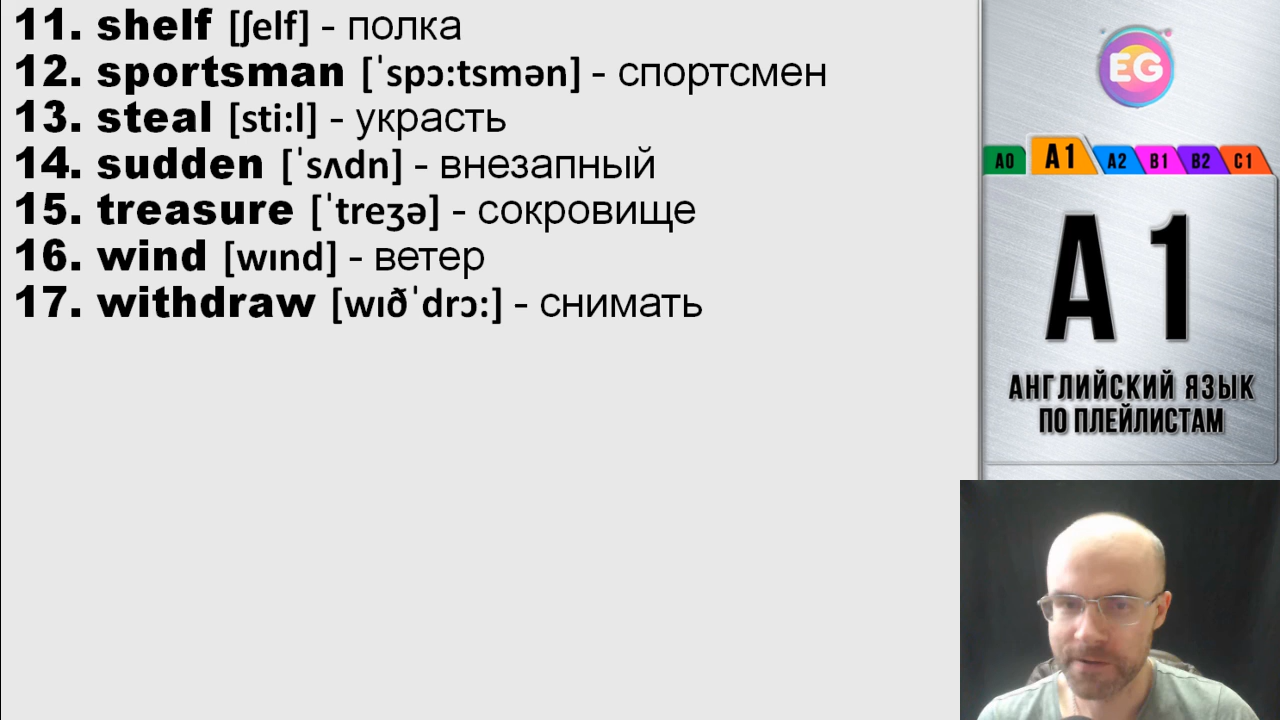 11. shelf [ʃelf] - полка
12. sportsman [ˈspɔ:tsmən] - спортсмен
13. steal [sti:l] - украсть
14. sudden [ˈsʌdn] - внезапный
15. treasure [ˈtreʒə] - сокровище
16. wind [wɪnd] - ветер
17. withdraw [wɪðˈdrɔ:] - снимать
EG
A0 A1 A2 B1 B2 C1
A 1
АНГЛИЙСКИЙ ЯЗЫК
ПО ПЛЕЙЛИСТАМ